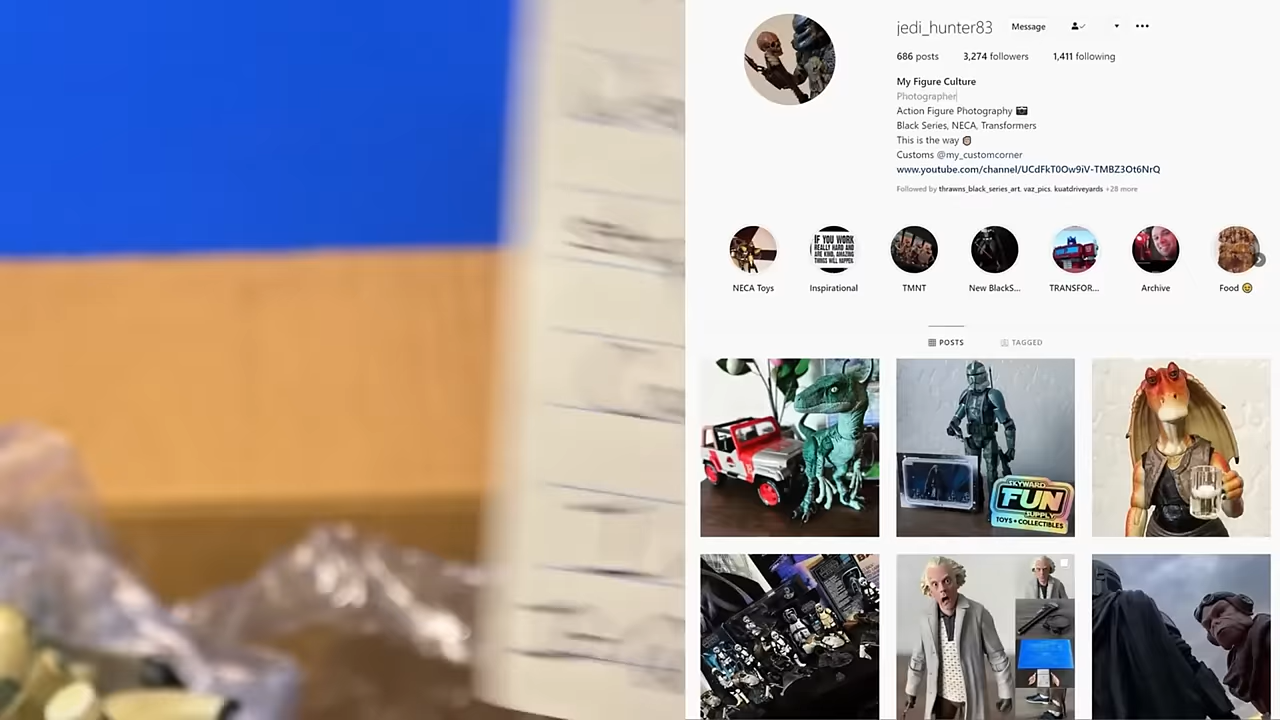 jedi_hunter83 Message
686 posts 3,274 followers 1,411 following
My Figure Culture
Photographer
Action Figure Photography
Black Series, NECA, Transformers
This is the way
Customs @my_customcorner
www.youtube.com/channel/UCdFkT0Ow9iV-TMBZ3Ot6NrQ
Followed by thrawns_black_series_art, vaz_pics, kuatdriveyards +28 more
IF YOU WORK
REALLY HARD AND
ARE KIND, AMAZING
THINGS WILL HAPPEN
NECA Toys Inspirational TMNT New BlackS... TRANSFOR... Archive Food
POSTS TAGGED
SKYWARD
FUN
SUPPLY
TOYS + COLLECTIBLES